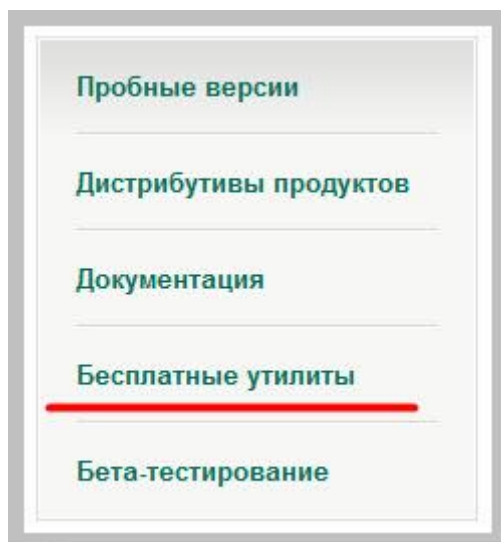 Пробные версии
Дистрибутивы продуктов
Документация
Бесплатные утилиты
Бета-тестирование